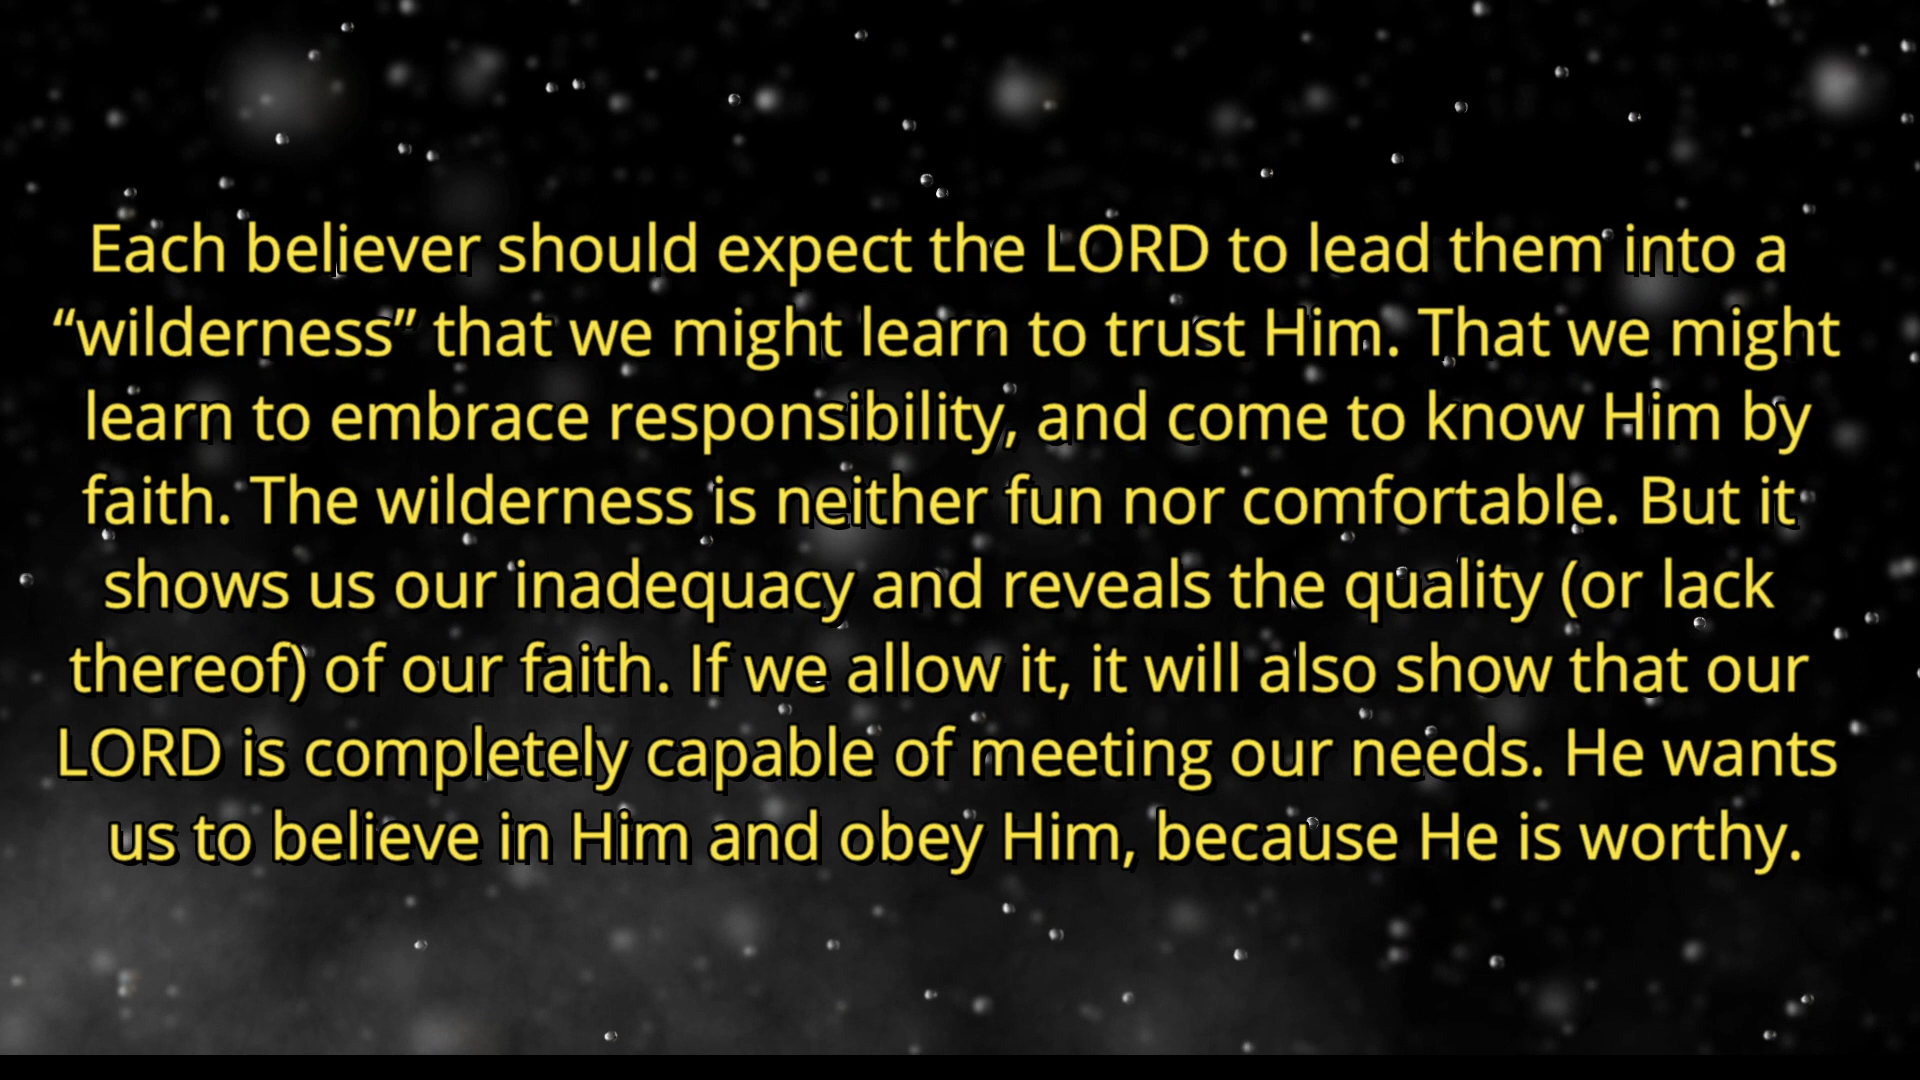 Each believer should expect the LORD to lead them into a
“wilderness” that we might learn to trust Him. That we might
learn to embrace responsibility, and come to know Him by
faith. The wilderness is neither fun nor comfortable. But it
shows us our inadequacy and reveals the quality (or lack
thereof) of our faith. If we allow it, it will also show that our
LORD is completely capable of meeting our needs. He wants
us to believe in Him and obey Him, because He is worthy.